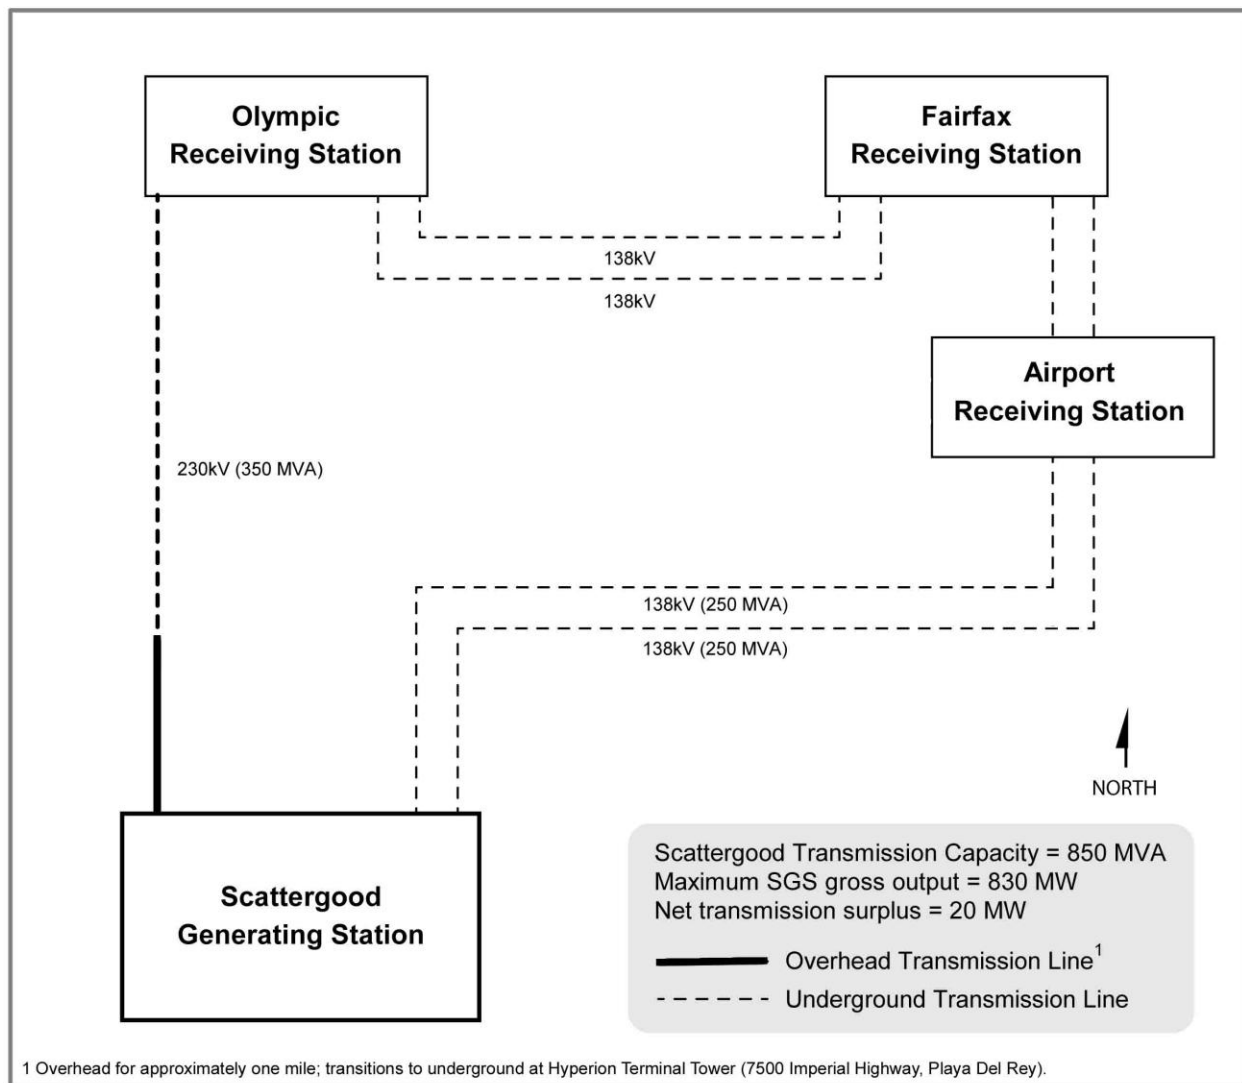 Olympic
Receiving Station
Fairfax
Receiving Station
138kV
138kV
Airport
Receiving Station
230kV (350 MVA)
138kV (250 MVA)
138kV (250 MVA)
NORTH
Scattergood
Generating Station
Scattergood Transmission Capacity = 850 MVA
Maximum SGS gross output = 830 MW
Net transmission surplus = 20 MW
Overhead Transmission Line1
Underground Transmission Line
1 Overhead for approximately one mile; transitions to underground at Hyperion Terminal Tower (7500 Imperial Highway, Playa Del Rey).